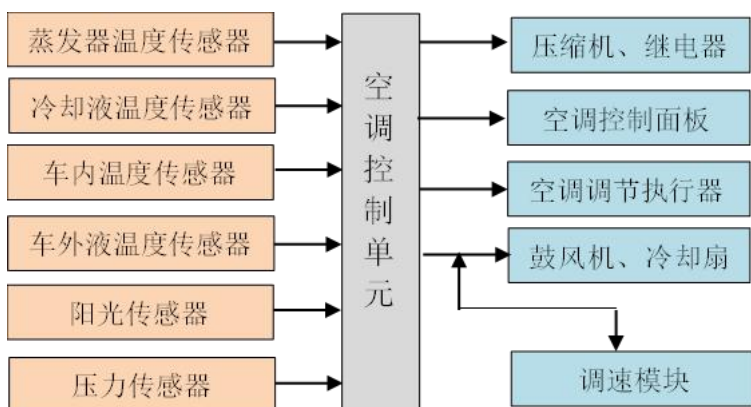 蒸发器温度传感器
冷却液温度传感器
车内温度传感器
车外液温度传感器
阳光传感器
压力传感器
空调控制单元
压缩机、继电器
空调控制面板
空调调节执行器
鼓风机、冷却扇
调速模块